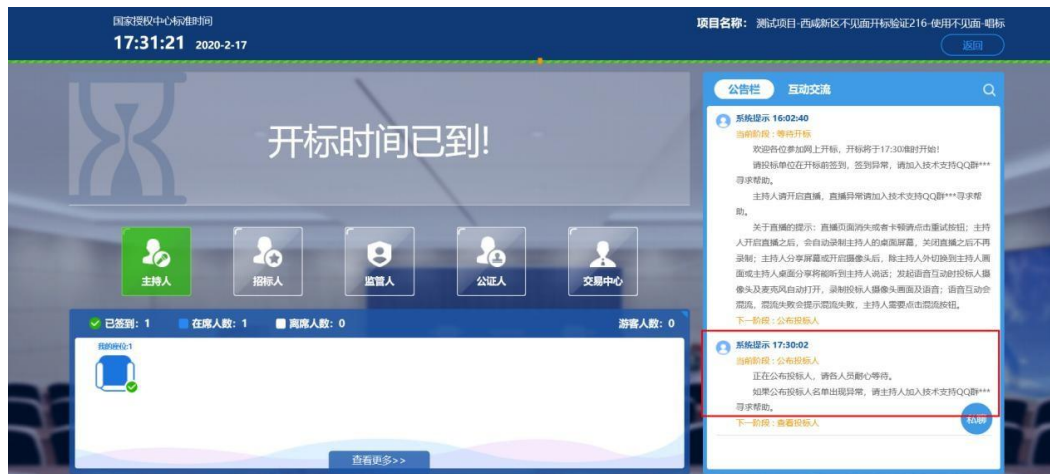 国家授权中心标准时间
17:31:21 2020-2-17
项目名称： 测试项目-西咸新区不见面开标验证216-使用不见面-唱标
返回
开标时间已到!
主持人
招标人
监管人
公证人
交易中心
已签到：1 在席人数：1 离席人数：0 游客人数：0
我的座位:1
查看更多>>
公告栏 互动交流
系统提示 16:02:40
当前阶段 : 等待开标
欢迎各位参加网上开标，开标将于17:30准时开始!
请投标单位在开标前签到，签到异常，请加入技术支持QQ群***
寻求帮助。
主持人请开启直播，直播异常请加入技术支持QQ群***寻求帮
助。
关于直播的提示：直播页面消失或者卡顿请点击重试按钮；主持
人开启直播之后，会自动录制主持人的桌面屏幕，关闭直播之后不再
录制；主持人分享屏幕或开启摄像头后，除主持人外切换到主持人画
面或主持人桌面分享将能听到主持人说话；发起语音互动时投标人摄
像头及麦克风自动打开，录制投标人摄像头画面及语音；语音互动会
混流，混流失败会提示混流失败，主持人需要点击混流按钮。
下一阶段 : 公布投标人
系统提示 17:30:02
当前阶段 : 公布投标人
正在公布投标人，请各人员耐心等待。
如果公布投标人名单出现异常，请主持人加入技术支持QQ群***
寻求帮助。
下一阶段 : 查看投标人
私聊